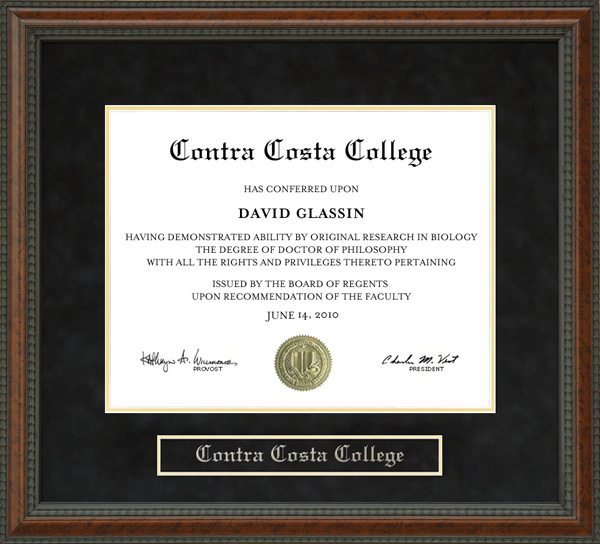 Contra Costa College
HAS CONFERRED UPON
DAVID GLASSIN
HAVING DEMONSTRATED ABILITY BY ORIGINAL RESEARCH IN BIOLOGY
THE DEGREE OF DOCTOR OF PHILOSOPHY
WITH ALL THE RIGHTS AND PRIVILEGES THERETO PERTAINING
ISSUED BY THE BOARD OF REGENTS
UPON RECOMMENDATION OF THE FACULTY
JUNE 14, 2010
PROVOST
PRESIDENT
Contra Costa College